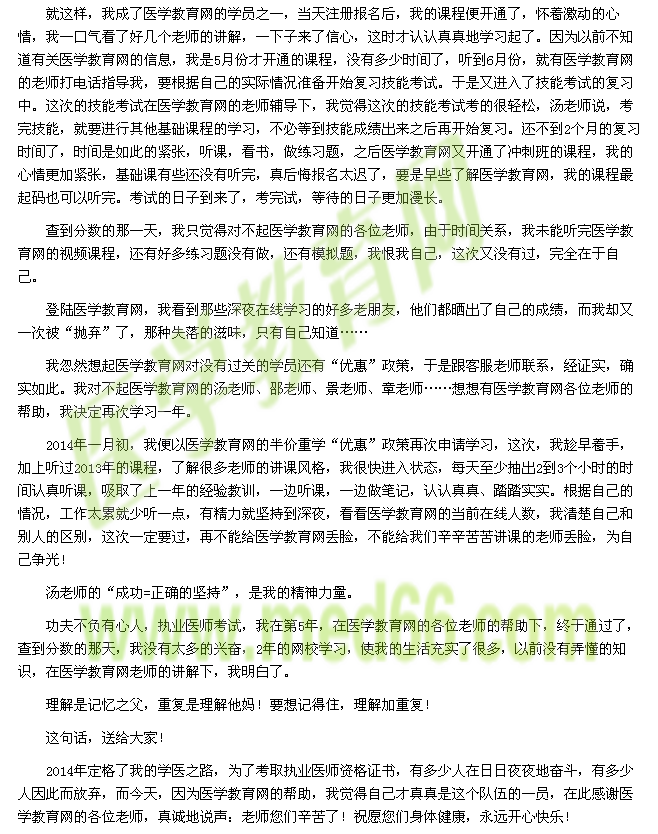 就这样，我成了医学教育网的学员之一，当天注册报名后，我的课程便开通了，怀着激动的心
情，我一口气看了好几个老师的讲解，一下子来了信心，这时才认认真真地学习起了。因为以前不知
道有关医学教育网的信息，我是5月份才开通的课程，没有多少时间了，听到6月份，就有医学教育网
的老师打电话指导我，要根据自己的实际情况准备开始复习技能考试。于是又进入了技能考试的复习
中。这次的技能考试在医学教育网的老师辅导下，我觉得这次的技能考试考的很轻松，汤老师说，考
完技能，就要进行其他基础课程的学习，不必等到技能成绩出来之后再开始复习。还不到2个月的复习
时间了，时间是如此的紧张，听课，看书，做练习题，之后医学教育网又开通了冲刺班的课程，我的
心情更加紧张，基础课有些还没有听完，真后悔报名太迟了，要是早些了解医学教育网，我的课程最
起码也可以听完。考试的日子到来了，考完试，等待的日子更加漫长。
查到分数的那一天，我只觉得对不起医学教育网的各位老师，由于时间关系，我未能听完医学教
育网的视频课程，还有好多练习题没有做，还有模拟题，我恨我自己，这次又没有过，完全在于自
己。
登陆医学教育网，我看到那些深夜在线学习的好多老朋友，他们都晒出了自己的成绩，而我却又
一次被“抛弃”了，那种失落的滋味，只有自己知道……
我忽然想起医学教育网对没有过关的学员还有“优惠”政策，于是跟客服老师联系，经证实，确
实如此。我对不起医学教育网的汤老师、邵老师、景老师、章老师……想想有医学教育网各位老师的
帮助，我决定再次学习一年。
2014年一月初，我便以医学教育网的半价重学“优惠”政策再次申请学习，这次，我趁早着手，
加上听过2013年的课程，了解很多老师的讲课风格，我很快进入状态，每天至少抽出2到3个小时的时
间认真听课，吸取了上一年的经验教训，一边听课，一边做笔记，认认真真、踏踏实实。根据自己的
情况，工作太累就少听一点，有精力就坚持到深夜，看看医学教育网的当前在线人数，我清楚自己和
别人的区别，这次一定要过，再不能给医学教育网丢脸，不能给我们辛辛苦苦讲课的老师丢脸，为自
己争光！
汤老师的“成功=正确的坚持”，是我的精神力量。
功夫不负有心人，执业医师考试，我在第5年，在医学教育网的各位老师的帮助下，终于通过了，
查到分数的那天，我没有太多的兴奋，2年的网校学习，使我的生活充实了很多，以前没有弄懂的知
识，在医学教育网老师的讲解下，我明白了。
理解是记忆之父，重复是理解他妈！要想记得住，理解加重复！
这句话，送给大家！
2014年定格了我的学医之路，为了考取执业医师资格证书，有多少人在日日夜夜地奋斗，有多少
人因此而放弃，而今天，因为医学教育网的帮助，我觉得自己才真真是这个队伍的一员，在此感谢医
学教育网的各位老师，真诚地说声：老师您们辛苦了！祝愿您们身体健康，永远开心快乐！
医学教育网
www.med66.com